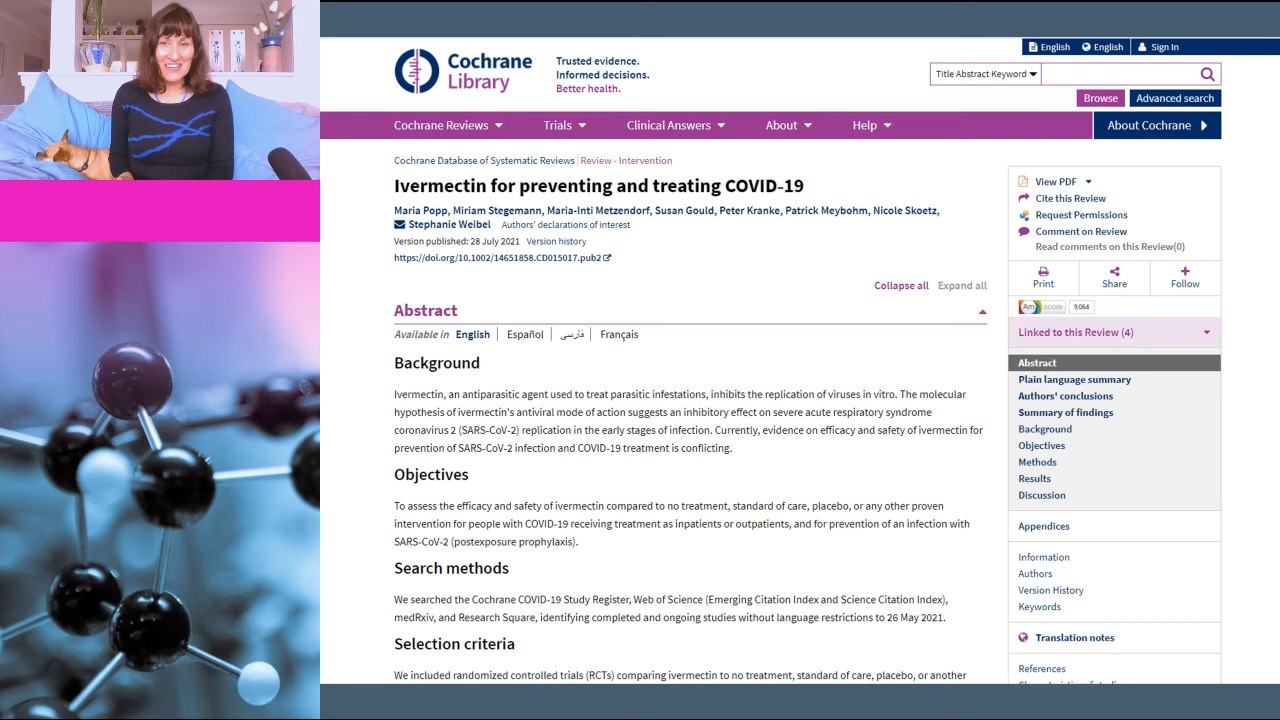 English
English
Sign In
Cochrane
Library
Trusted evidence.
Informed decisions.
Better health.
Title Abstract Keyword
Browse
Advanced search
Cochrane Reviews
Trials
Clinical Answers
About
Help
About Cochrane
Cochrane Database of Systematic Reviews
Review - Intervention
Ivermectin for preventing and treating COVID-19
Maria Popp, Miriam Stegemann, Maria-Inti Metzendorf, Susan Gould, Peter Kranke, Patrick Meybohm, Nicole Skoetz,
Stephanie Weibel Authors' declarations of interest
Version published: 28 July 2021 Version history
https://doi.org/10.1002/14651858.CD015017.pub2
Collapse all Expand all
Abstract
Available in English Español فارسی Français
Background
Ivermectin, an antiparasitic agent used to treat parasitic infestations, inhibits the replication of viruses in vitro. The molecular
hypothesis of ivermectin's antiviral mode of action suggests an inhibitory effect on severe acute respiratory syndrome
coronavirus 2 (SARS-CoV-2) replication in the early stages of infection. Currently, evidence on efficacy and safety of ivermectin for
prevention of SARS-CoV-2 infection and COVID-19 treatment is conflicting.
Objectives
To assess the efficacy and safety of ivermectin compared to no treatment, standard of care, placebo, or any other proven
intervention for people with COVID-19 receiving treatment as inpatients or outpatients, and for prevention of an infection with
SARS-CoV-2 (postexposure prophylaxis).
Search methods
We searched the Cochrane COVID-19 Study Register, Web of Science (Emerging Citation Index and Science Citation Index),
medRxiv, and Research Square, identifying completed and ongoing studies without language restrictions to 26 May 2021.
Selection criteria
We included randomized controlled trials (RCTs) comparing ivermectin to no treatment, standard of care, placebo, or another
View PDF
Cite this Review
Request Permissions
Comment on Review
Read comments on this Review(0)
Print
Share
Follow
Am score 9,064
Linked to this Review (4)
Abstract
Plain language summary
Authors' conclusions
Summary of findings
Background
Objectives
Methods
Results
Discussion
Appendices
Information
Authors
Version History
Keywords
Translation notes
References